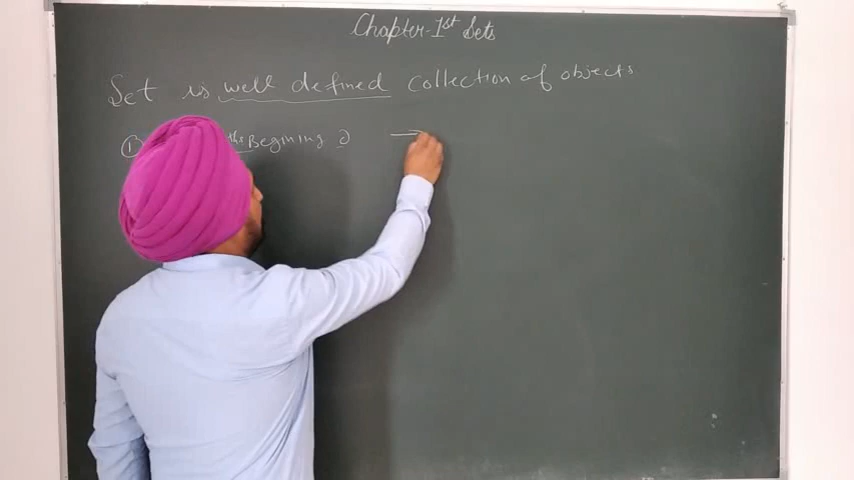 Chapter-1st Sets
Set is well defined collection of objects
① the Begining ) →